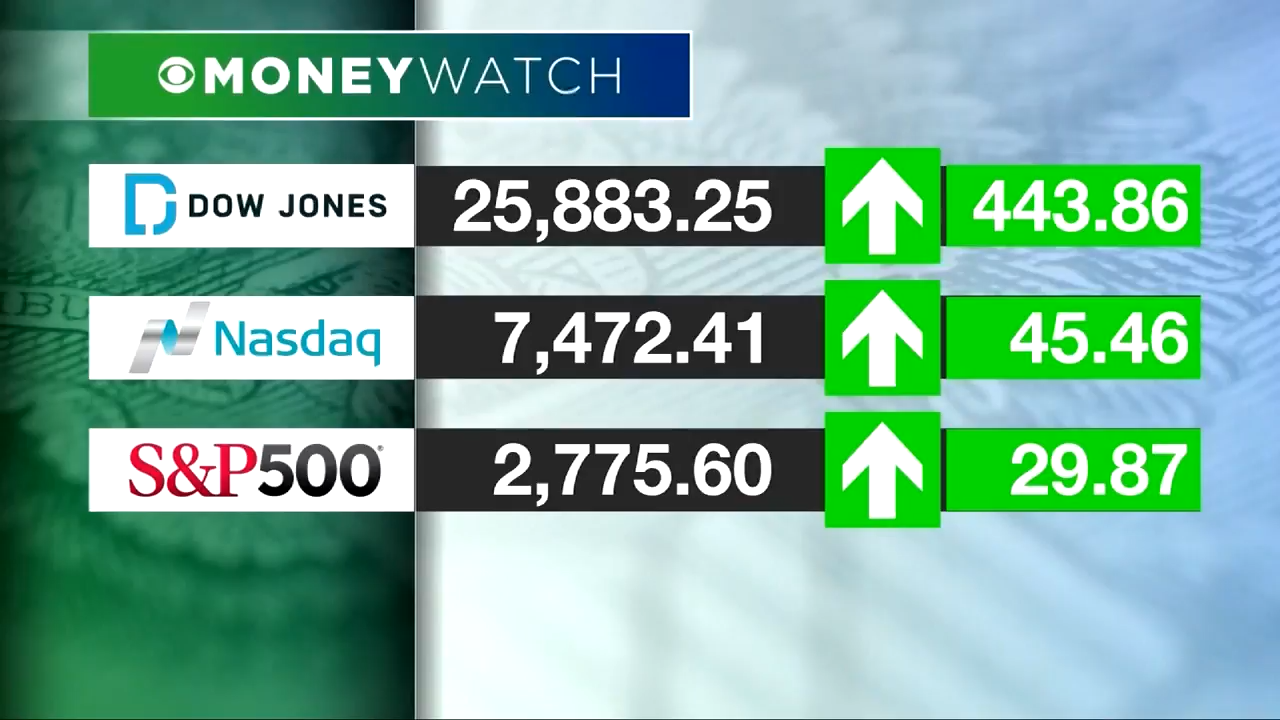 MONEYWATCH
DOW JONES 25,883.25 443.86
Nasdaq 7,472.41 45.46
S&P500® 2,775.60 29.87